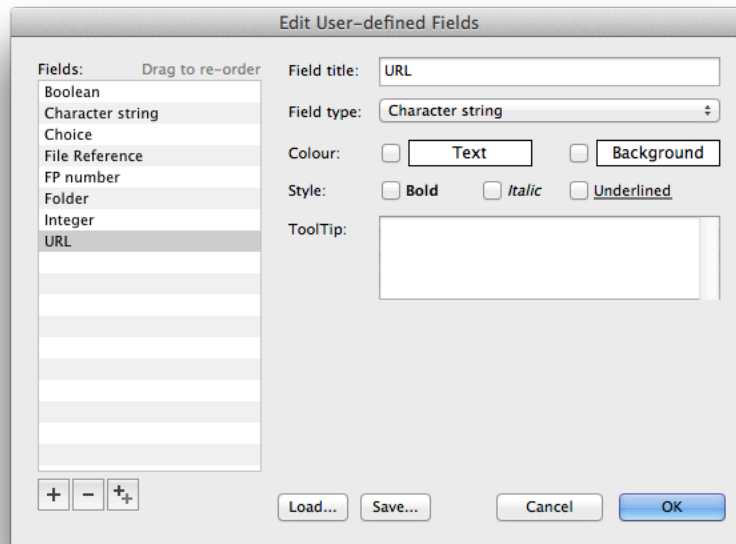 Edit User-defined Fields
Fields: Drag to re-order
Boolean
Character string
Choice
File Reference
FP number
Folder
Integer
URL
Field title: URL
Field type: Character string
Colour: Text Background
Style: Bold Italic Underlined
ToolTip:
+ - ++
Load... Save... Cancel OK